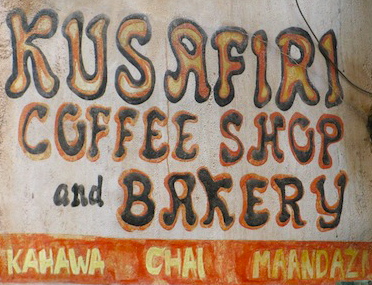 KUSAFIRI
COFFEE SHOP
and BAKERY
KAHAWA CHAI MAANDAZI